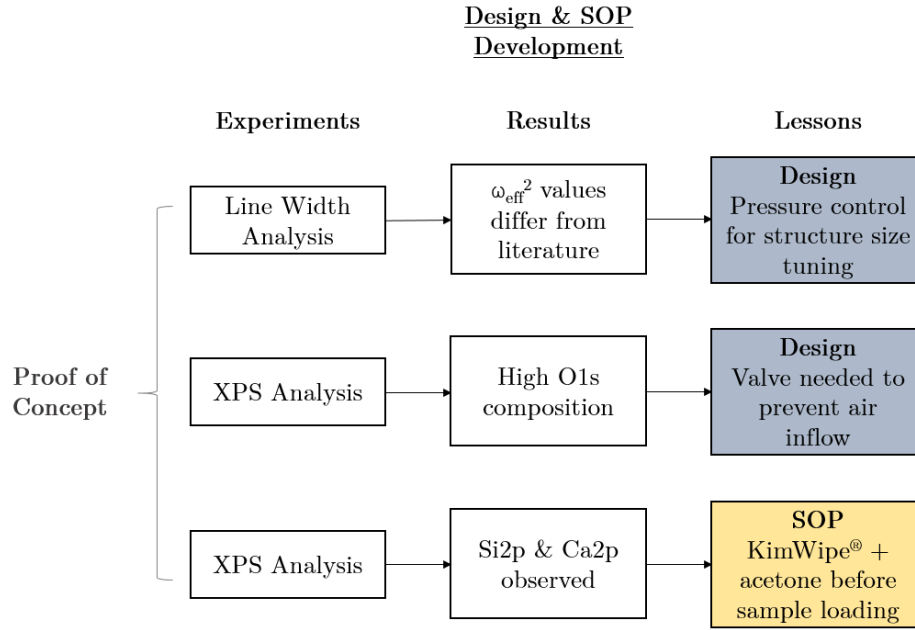 Design & SOP
Development
Experiments
Results
Lessons
Proof of
Concept
Line Width
Analysis
ω_eff² values
differ from
literature
Design
Pressure control
for structure size
tuning
XPS Analysis
High O1s
composition
Design
Valve needed to
prevent air
inflow
XPS Analysis
Si2p & Ca2p
observed
SOP
KimWipe® +
acetone before
sample loading